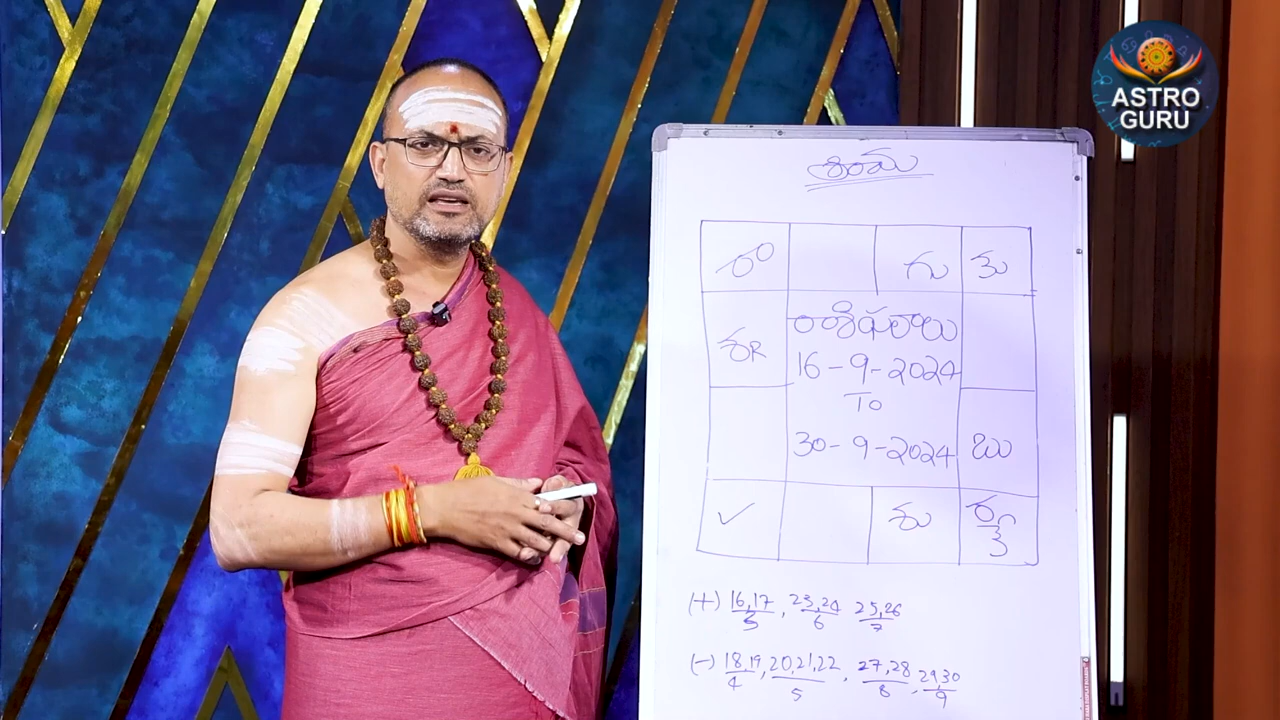 ASTRO
GURU
శ్రీరామ
రా గు కు
శR
రాశిఫలాలు
16-9-2024
To
30-9-2024 బు
✓ శు
(+) 16,17, 23,24 25,26
3 6 7
(-) 18,19, 20,21,22, 27,28, 29,30
4 5 8 9